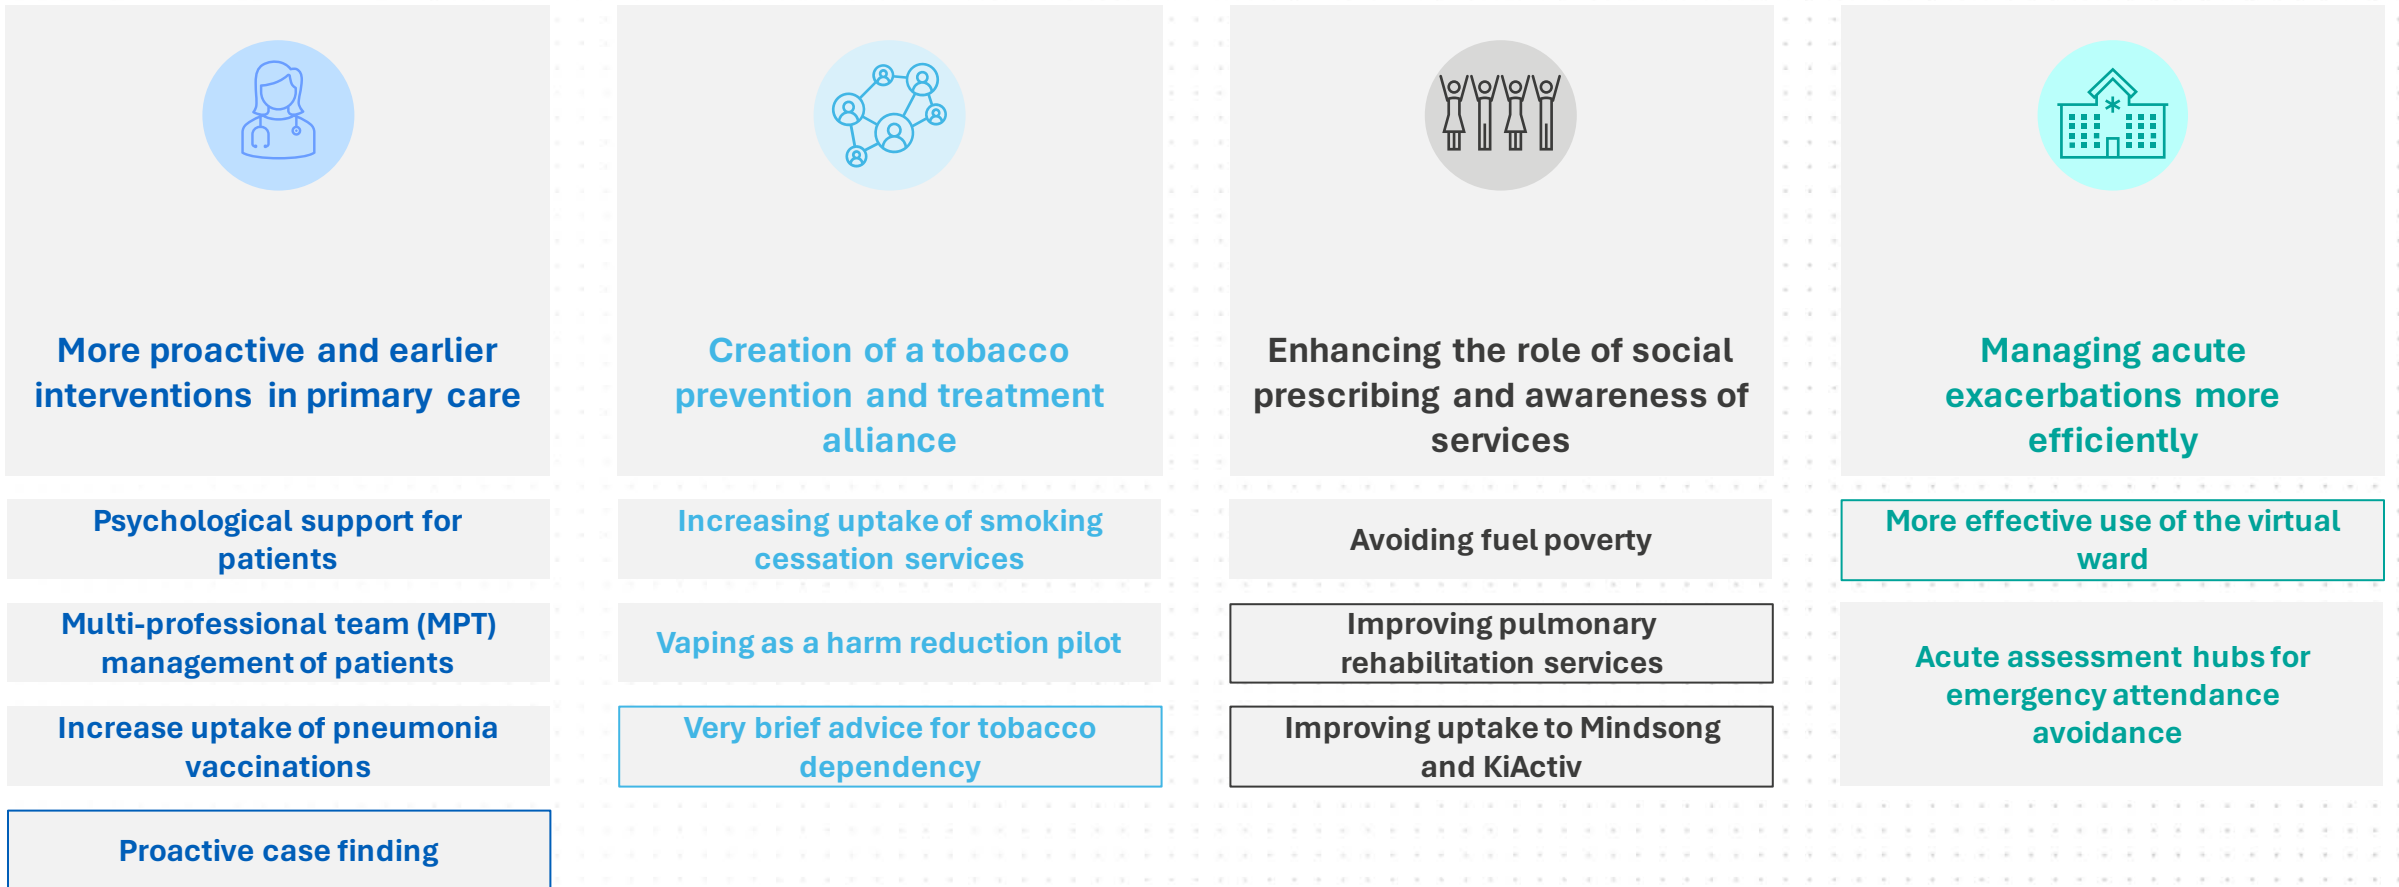 More proactive and earlier
interventions in primary care
Psychological support for
patients
Multi-professional team (MPT)
management of patients
Increase uptake of pneumonia
vaccinations
Proactive case finding
Creation of a tobacco
prevention and treatment
alliance
Increasing uptake of smoking
cessation services
Vaping as a harm reduction pilot
Very brief advice for tobacco
dependency
Enhancing the role of social
prescribing and awareness of
services
Avoiding fuel poverty
Improving pulmonary
rehabilitation services
Improving uptake to Mindsong
and KiActiv
Managing acute
exacerbations more
efficiently
More effective use of the virtual
ward
Acute assessment hubs for
emergency attendance
avoidance